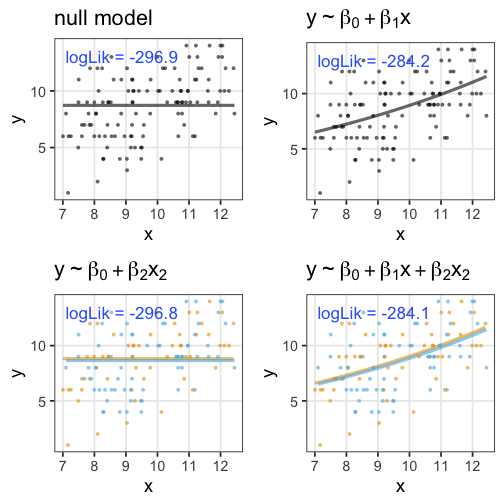 null model
logLik = -296.9
10
5
y
7 8 9 10 11 12
x
y ~ β₀ + β₁x
logLik = -284.2
10
5
y
7 8 9 10 11 12
x
y ~ β₀ + β₂x₂
logLik = -296.8
10
5
y
7 8 9 10 11 12
x
y ~ β₀ + β₁x + β₂x₂
logLik = -284.1
10
5
y
7 8 9 10 11 12
x